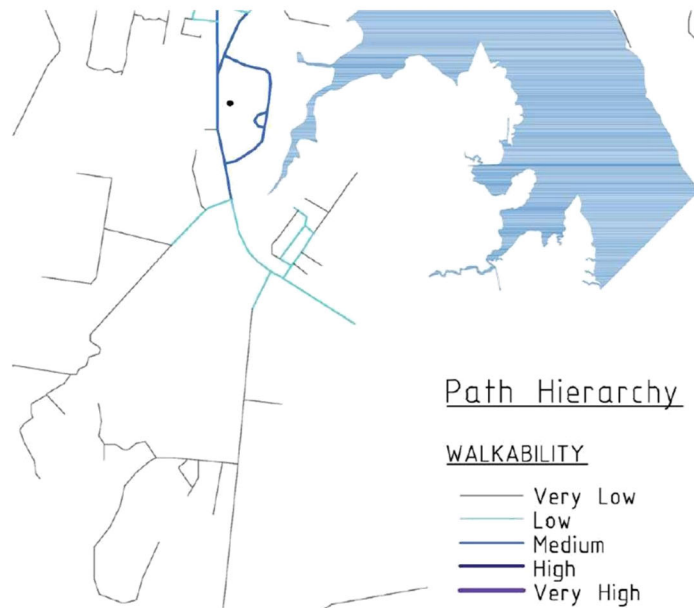 Path Hierarchy
WALKABILITY
Very Low
Low
Medium
High
Very High